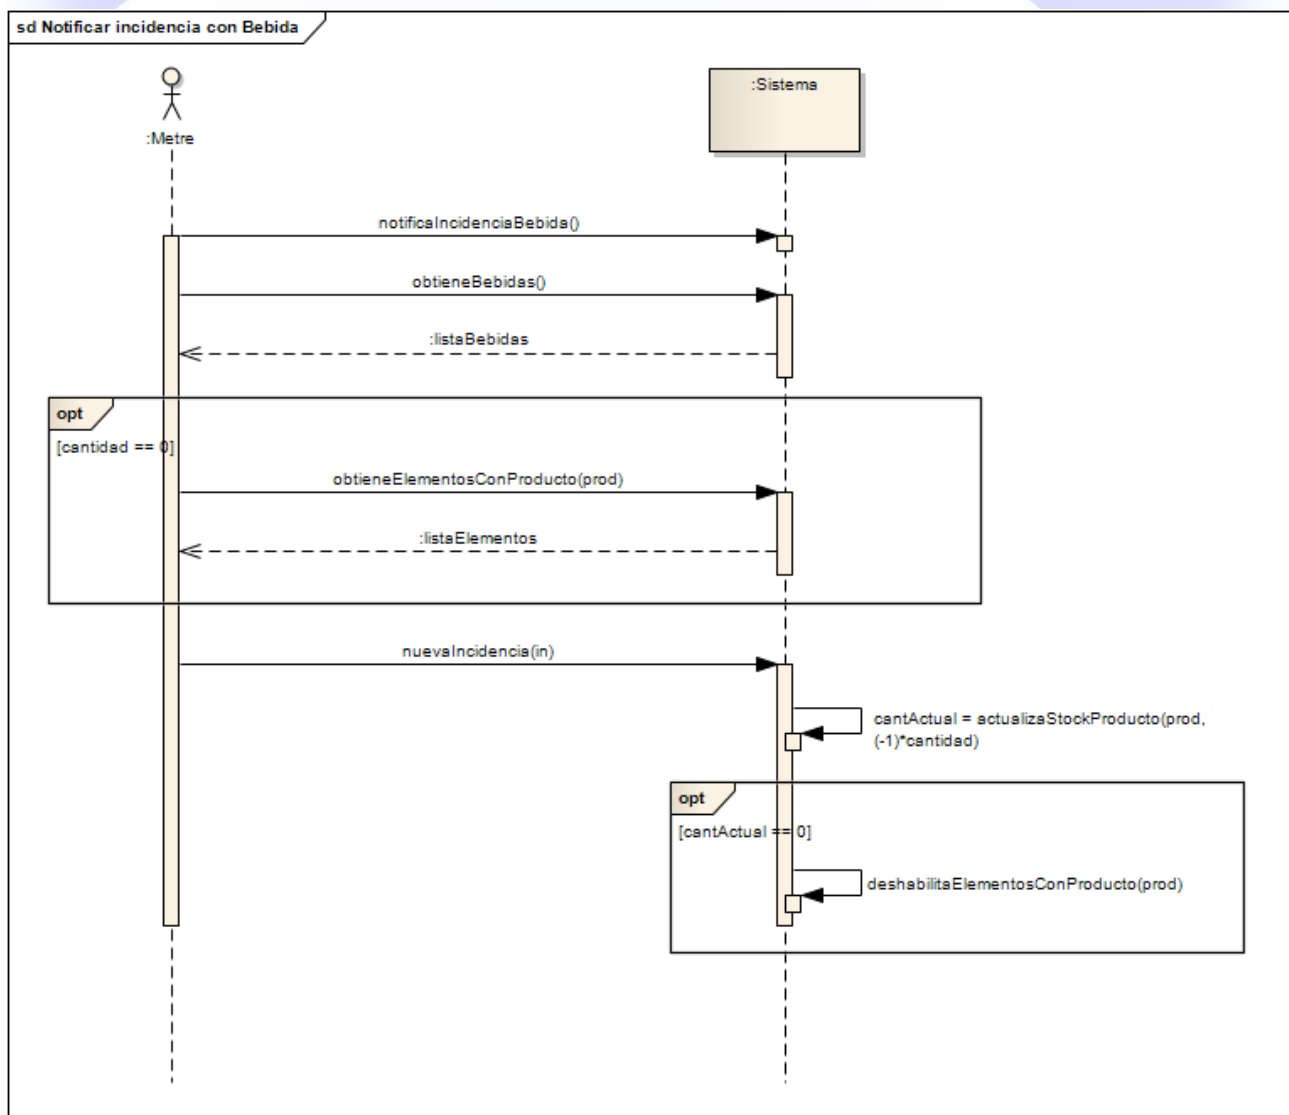 sd Notificar incidencia con Bebida
:Metre
:Sistema
notificaIncidenciaBebida()
obtieneBebidas()
:listaBebidas
opt
[cantidad == 0]
obtieneElementosConProducto(prod)
:listaElementos
nuevaIncidencia(in)
cantActual = actualizaStockProducto(prod,
(-1)*cantidad)
opt
[cantActual == 0]
deshabilitaElementosConProducto(prod)